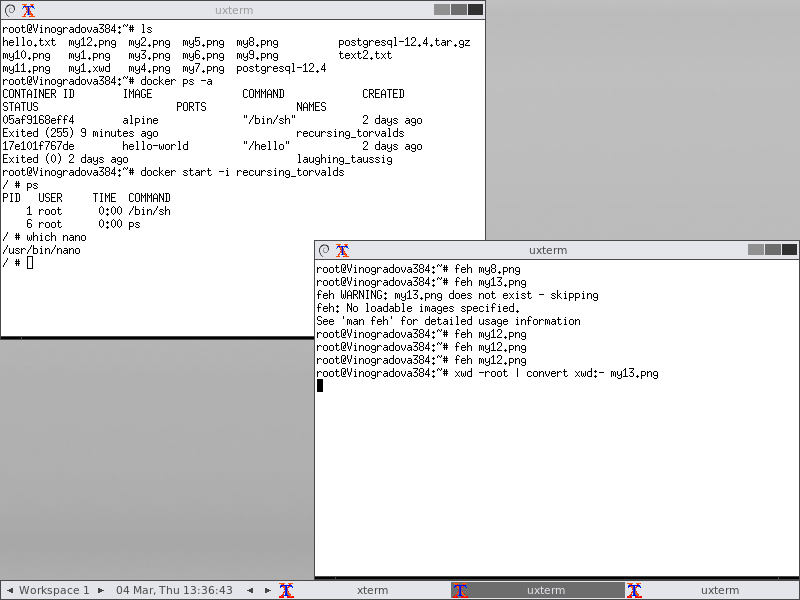 uxterm
root@Vinogradova384:~# ls
hello.txt  my12.png  my2.png  my5.png  my8.png          postgresql-12.4.tar.gz
my10.png   my1.png   my3.png  my6.png  my9.png          text2.txt
my11.png   my1.xwd   my4.png  my7.png  postgresql-12.4
root@Vinogradova384:~# docker ps -a
CONTAINER ID        IMAGE               COMMAND             CREATED
STATUS                       PORTS               NAMES
05af9168eff4        alpine              "/bin/sh"           2 days ago
Exited (255) 9 minutes ago                       recursing_torvalds
17e101f767de        hello-world         "/hello"            2 days ago
Exited (0) 2 days ago                            laughing_taussig
root@Vinogradova384:~# docker start -i recursing_torvalds
/ # ps
PID   USER     TIME  COMMAND
    1 root      0:00 /bin/sh
    6 root      0:00 ps
/ # which nano
/usr/bin/nano
/ #
uxterm
root@Vinogradova384:~# feh my8.png
root@Vinogradova384:~# feh my13.png
feh WARNING: my13.png does not exist - skipping
feh: No loadable images specified.
See 'man feh' for detailed usage information
root@Vinogradova384:~# feh my12.png
root@Vinogradova384:~# feh my12.png
root@Vinogradova384:~# feh my12.png
root@Vinogradova384:~# xwd -root | convert xwd:- my13.png
Workspace 1 04 Mar, Thu 13:36:43 xterm uxterm uxterm